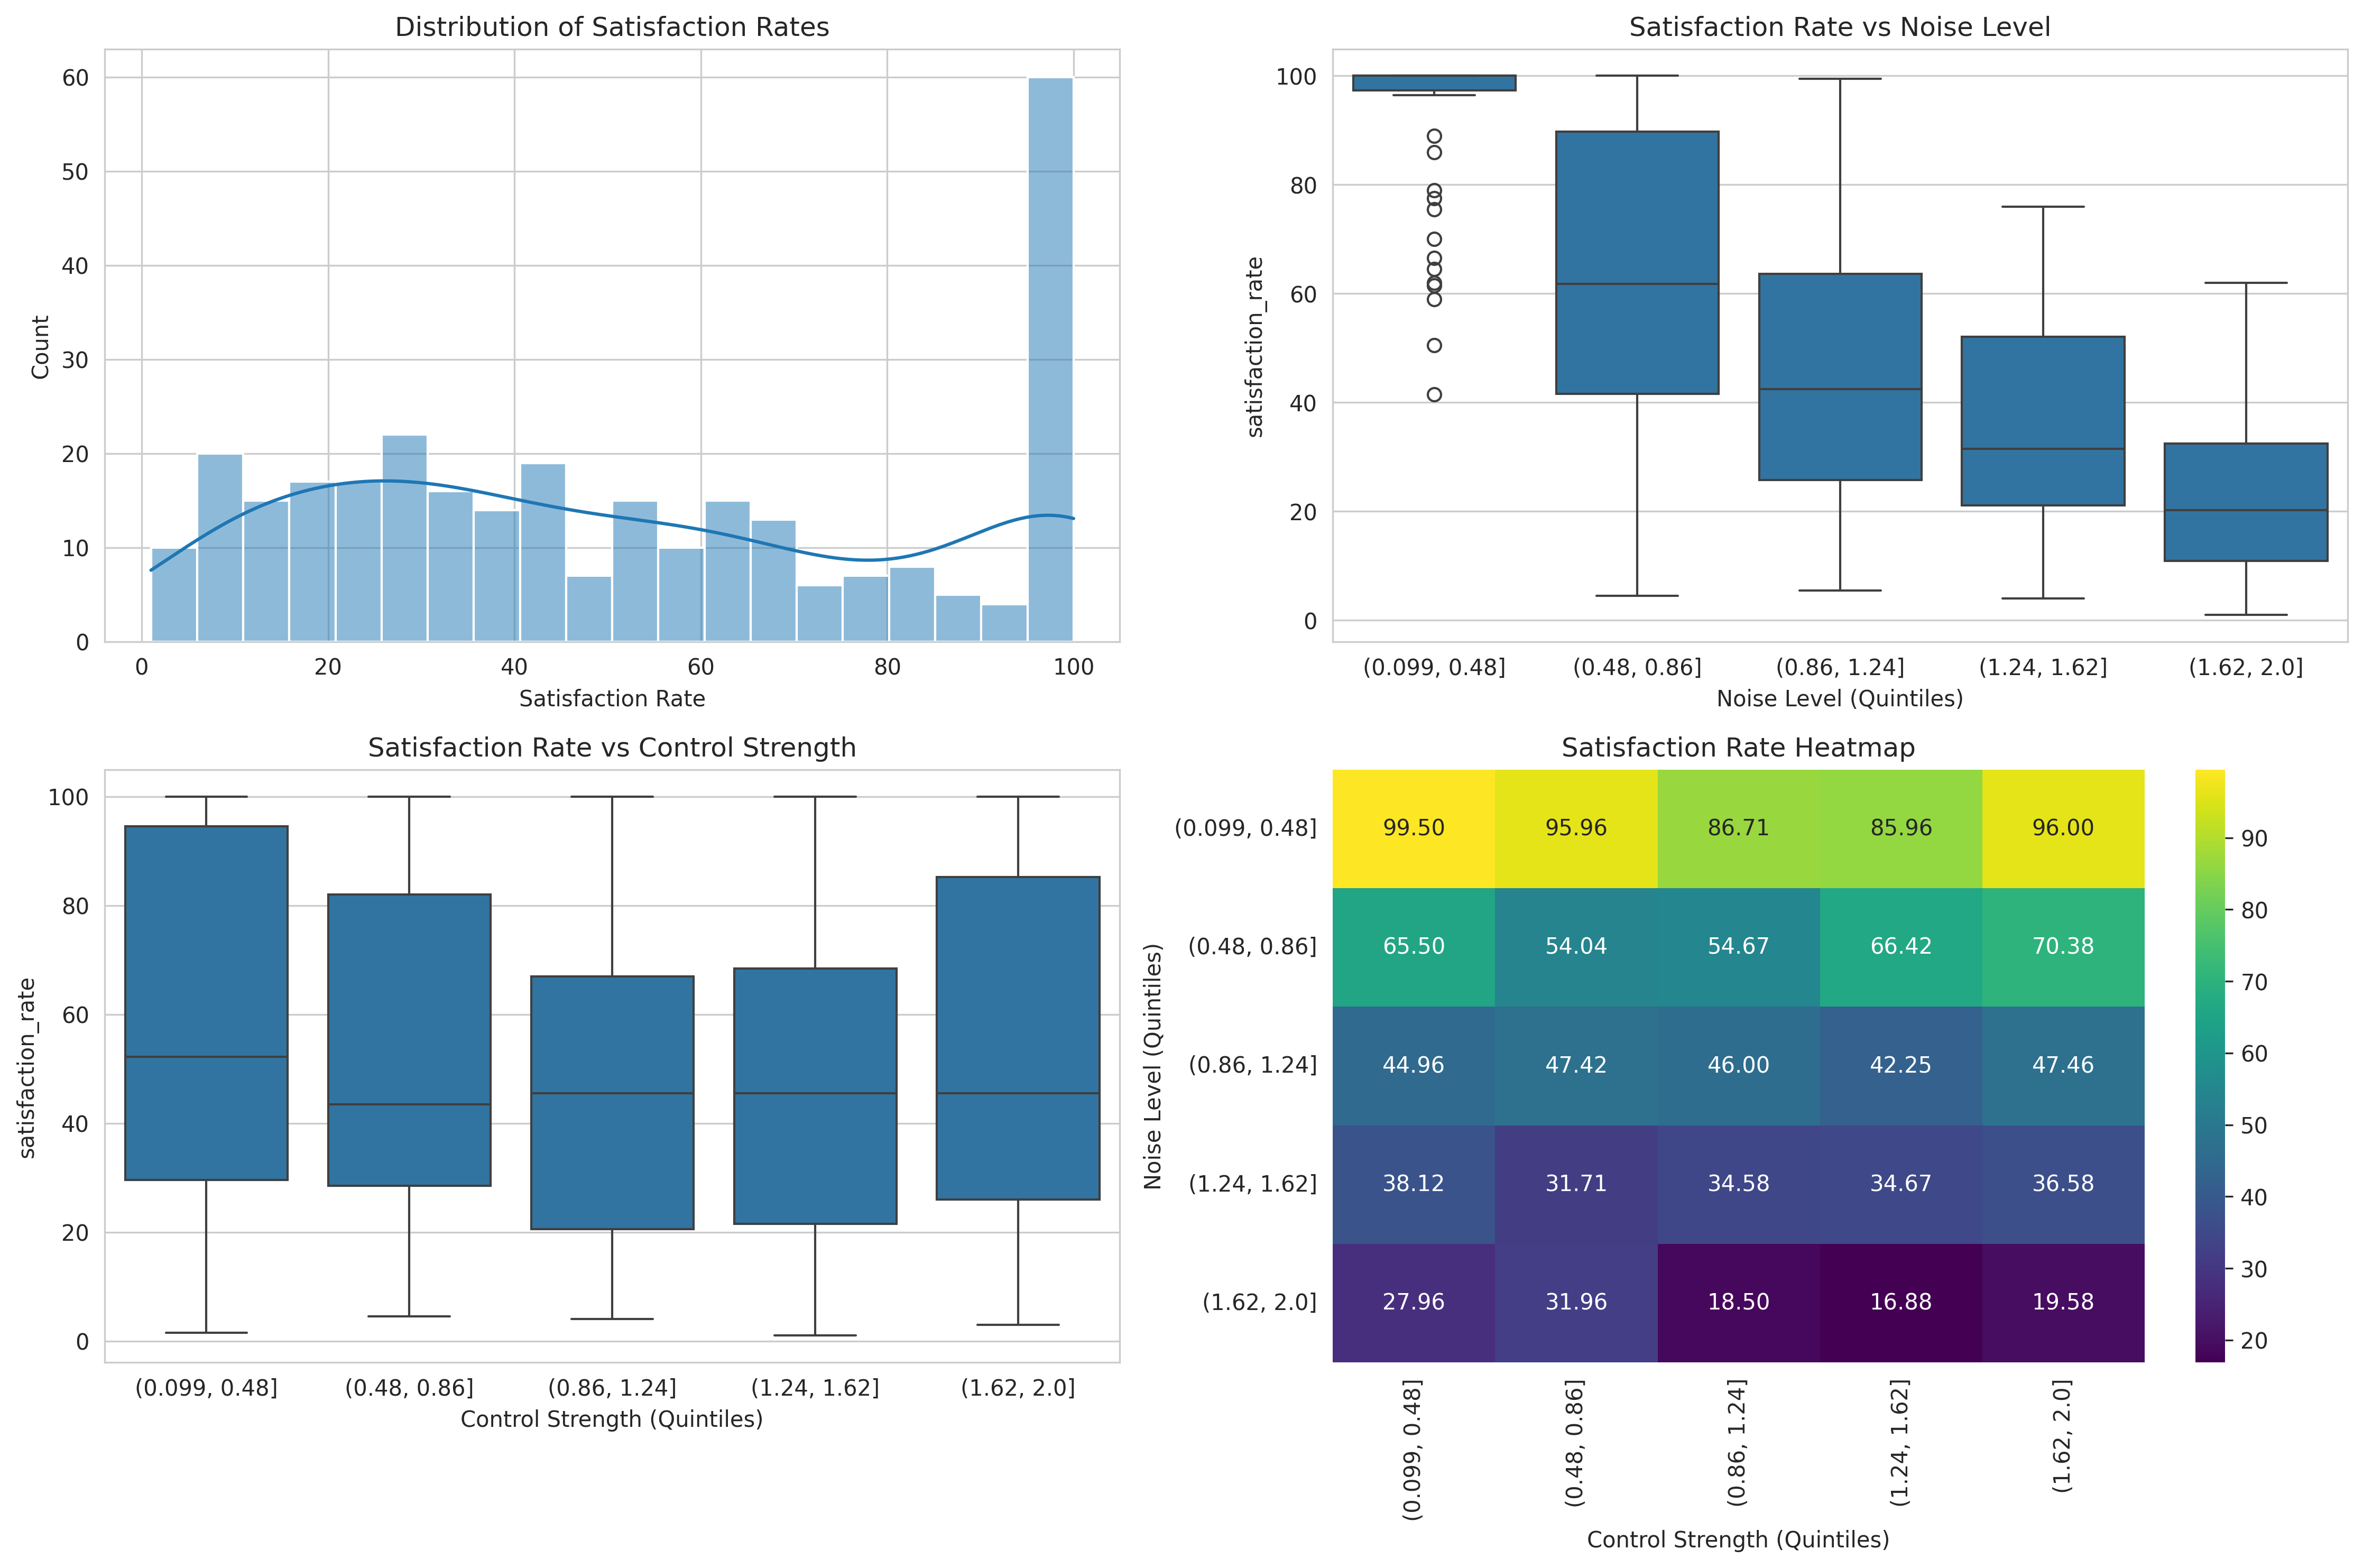 Distribution of Satisfaction Rates
60
50
40
30
20
10
0
Count
0 20 40 60 80 100
Satisfaction Rate
Satisfaction Rate vs Noise Level
100
80
60
40
20
0
satisfaction_rate
(0.099, 0.48] (0.48, 0.86] (0.86, 1.24] (1.24, 1.62] (1.62, 2.0]
Noise Level (Quintiles)
Satisfaction Rate vs Control Strength
100
80
60
40
20
0
satisfaction_rate
(0.099, 0.48] (0.48, 0.86] (0.86, 1.24] (1.24, 1.62] (1.62, 2.0]
Control Strength (Quintiles)
Satisfaction Rate Heatmap
Noise Level (Quintiles)
(0.099, 0.48] 99.50 95.96 86.71 85.96 96.00
(0.48, 0.86] 65.50 54.04 54.67 66.42 70.38
(0.86, 1.24] 44.96 47.42 46.00 42.25 47.46
(1.24, 1.62] 38.12 31.71 34.58 34.67 36.58
(1.62, 2.0] 27.96 31.96 18.50 16.88 19.58
(0.099, 0.48] (0.48, 0.86] (0.86, 1.24] (1.24, 1.62] (1.62, 2.0]
Control Strength (Quintiles)
90
80
70
60
50
40
30
20